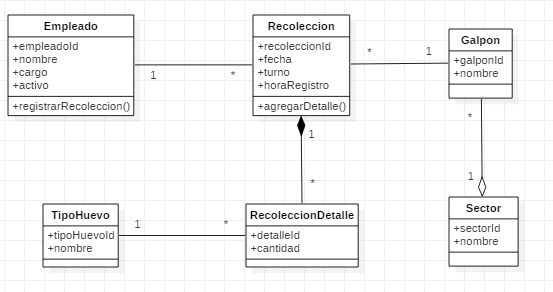 Empleado
+empleadoId
+nombre
+cargo
+activo
+registrarRecoleccion()
1
*
Recoleccion
+recoleccionId
+fecha
+turno
+horaRegistro
+agregarDetalle()
*
1
Galpon
+galponId
+nombre
1
*
*
1
TipoHuevo
+tipoHuevoId
+nombre
1
*
RecoleccionDetalle
+detalleId
+cantidad
Sector
+sectorId
+nombre